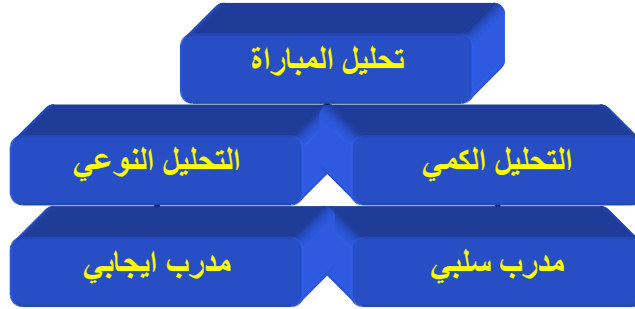 تحليل المباراة
التحليل الكمي
التحليل النوعي
مدرب سلبي
مدرب ايجابي